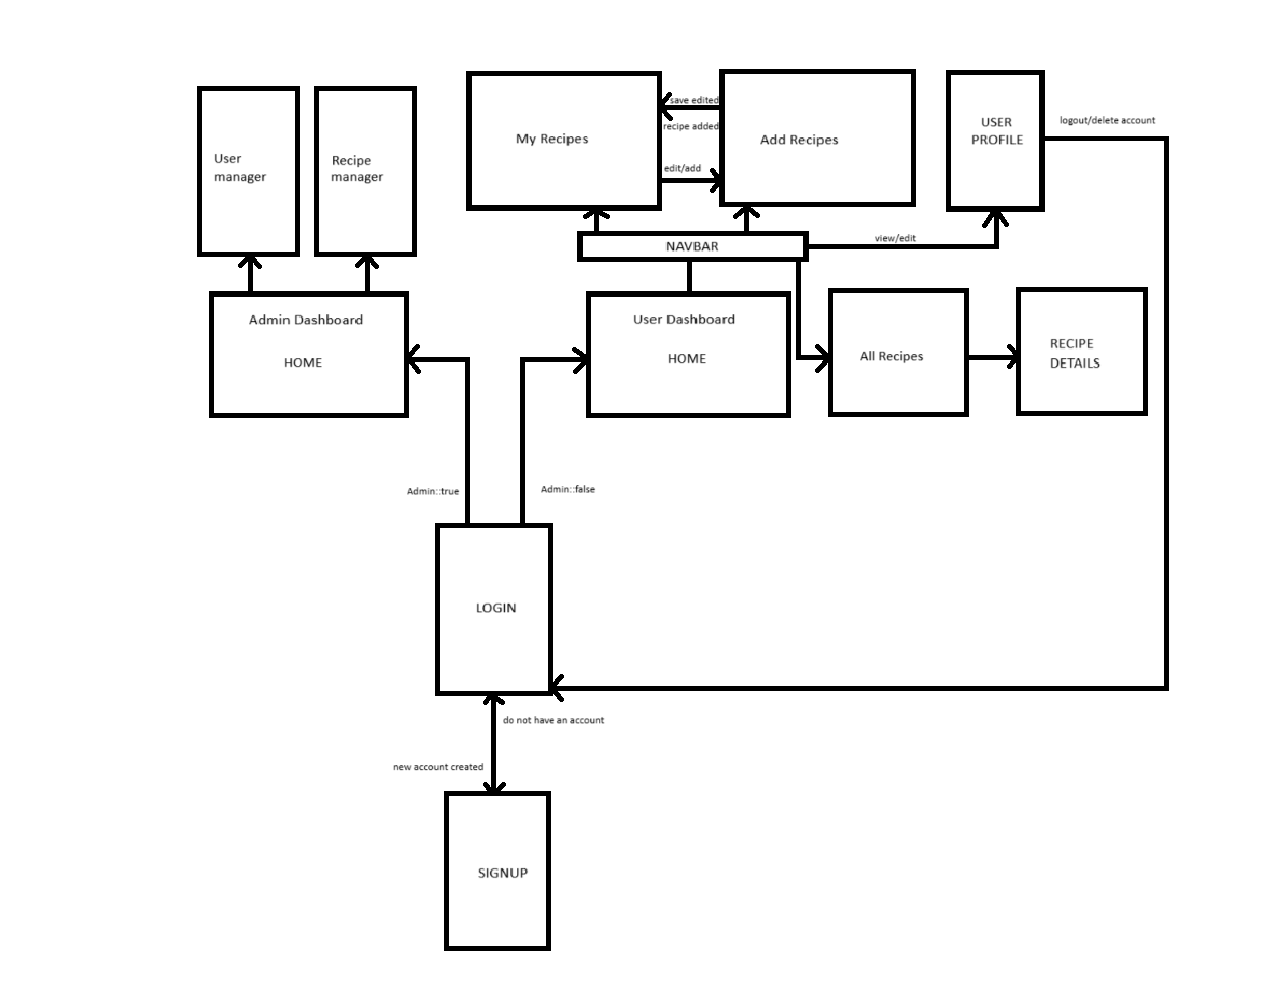 User
manager
Recipe
manager
My Recipes
save edited
recipe added
edit/add
Add Recipes
USER
PROFILE
logout/delete account
NAVBAR
view/edit
Admin Dashboard
HOME
User Dashboard
HOME
All Recipes
RECIPE
DETAILS
Admin::true
Admin::false
LOGIN
do not have an account
new account created
SIGNUP